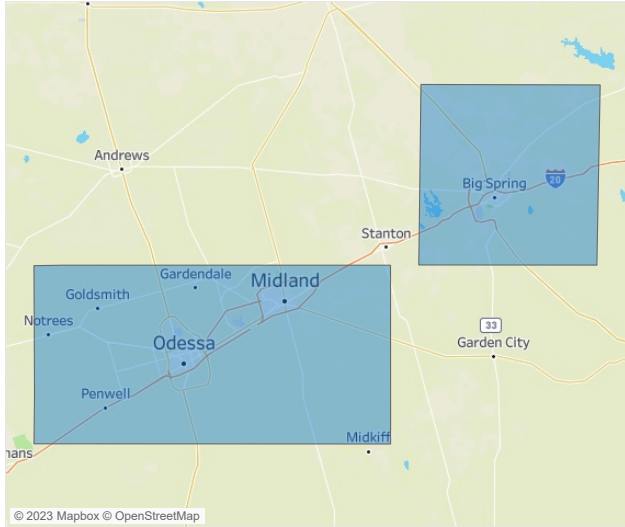 Andrews
Big Spring
20
Stanton
Gardendale
Midland
Goldsmith
Notrees
33
Odessa
Garden City
Penwell
Midkiff
nans
© 2023 Mapbox © OpenStreetMap